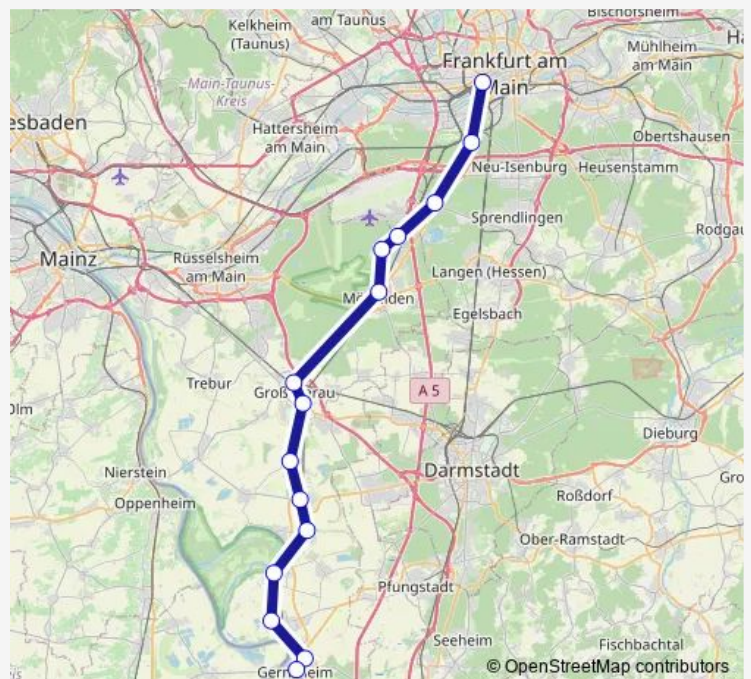 Bischofsheim
Kelkheim
(Taunus)
am Taunus
Mühlheim
am Main
Ha
Frankfurt am
Main
Main-Taunus-
Kreis
esbaden
Hattersheim
am Main
Obertshausen
Neu-Isenburg
Heusenstamm
Sprendlingen
Rodgau
Mainz
Rüsselsheim
am Main
Langen (Hessen)
Egelsbach
Trebur
A 5
Olm
Dieburg
Nierstein
Darmstadt
Gro
Oppenheim
Roßdorf
Ober-Ramstadt
Pfungstadt
Seeheim
Fischbachtal
© OpenStreetMap contributors